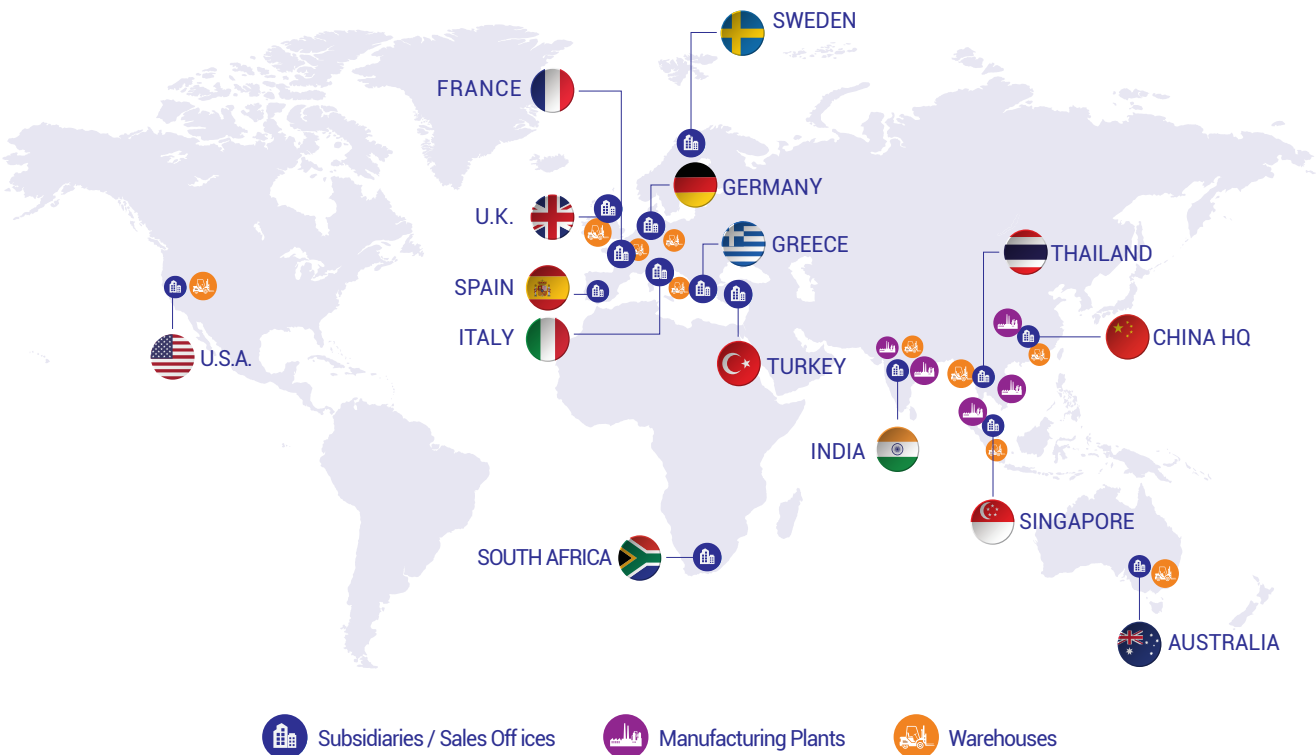 SWEDEN
FRANCE
GERMANY
U.K.
GREECE
THAILAND
SPAIN
ITALY
CHINA HQ
U.S.A.
TURKEY
INDIA
SINGAPORE
SOUTH AFRICA
AUSTRALIA
Subsidiaries / Sales Off ices
Manufacturing Plants
Warehouses